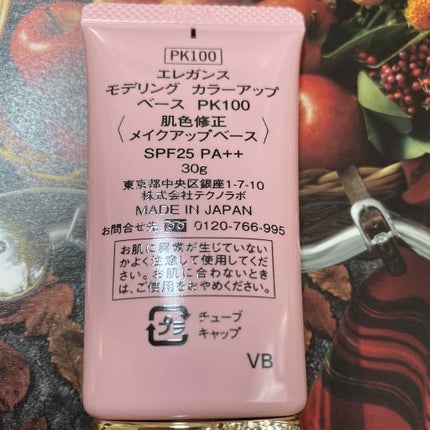 PK100
エレガンス
モデリング カラーアップ
ベース PK100
肌色修正
〈メイクアップベース〉
SPF25 PA++
30g
東京都中央区銀座1-7-10
株式会社テクノラボ
MADE IN JAPAN
お問合せ先 0120-766-995
お肌に異常が生じていない
かよく注意して使用してくだ
さい。お肌に合わないとき
は、ご使用をおやめください。
プラ
チューブ
キャップ
VB